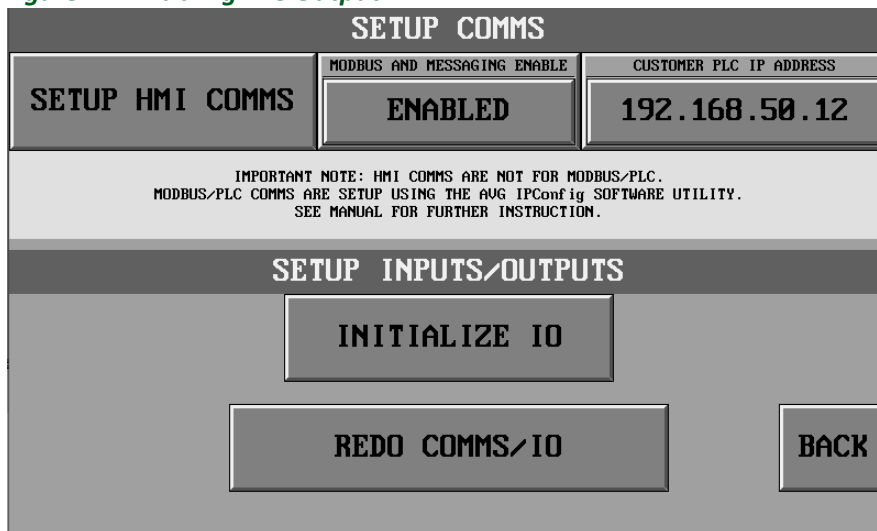 SETUP COMMS
SETUP HMI COMMS
MODBUS AND MESSAGING ENABLE
ENABLED
CUSTOMER PLC IP ADDRESS
192.168.50.12
IMPORTANT NOTE: HMI COMMS ARE NOT FOR MODBUS/PLC.
MODBUS/PLC COMMS ARE SETUP USING THE AVG IPConfig SOFTWARE UTILITY.
SEE MANUAL FOR FURTHER INSTRUCTION.
SETUP INPUTS/OUTPUTS
INITIALIZE IO
REDO COMMS/IO
BACK